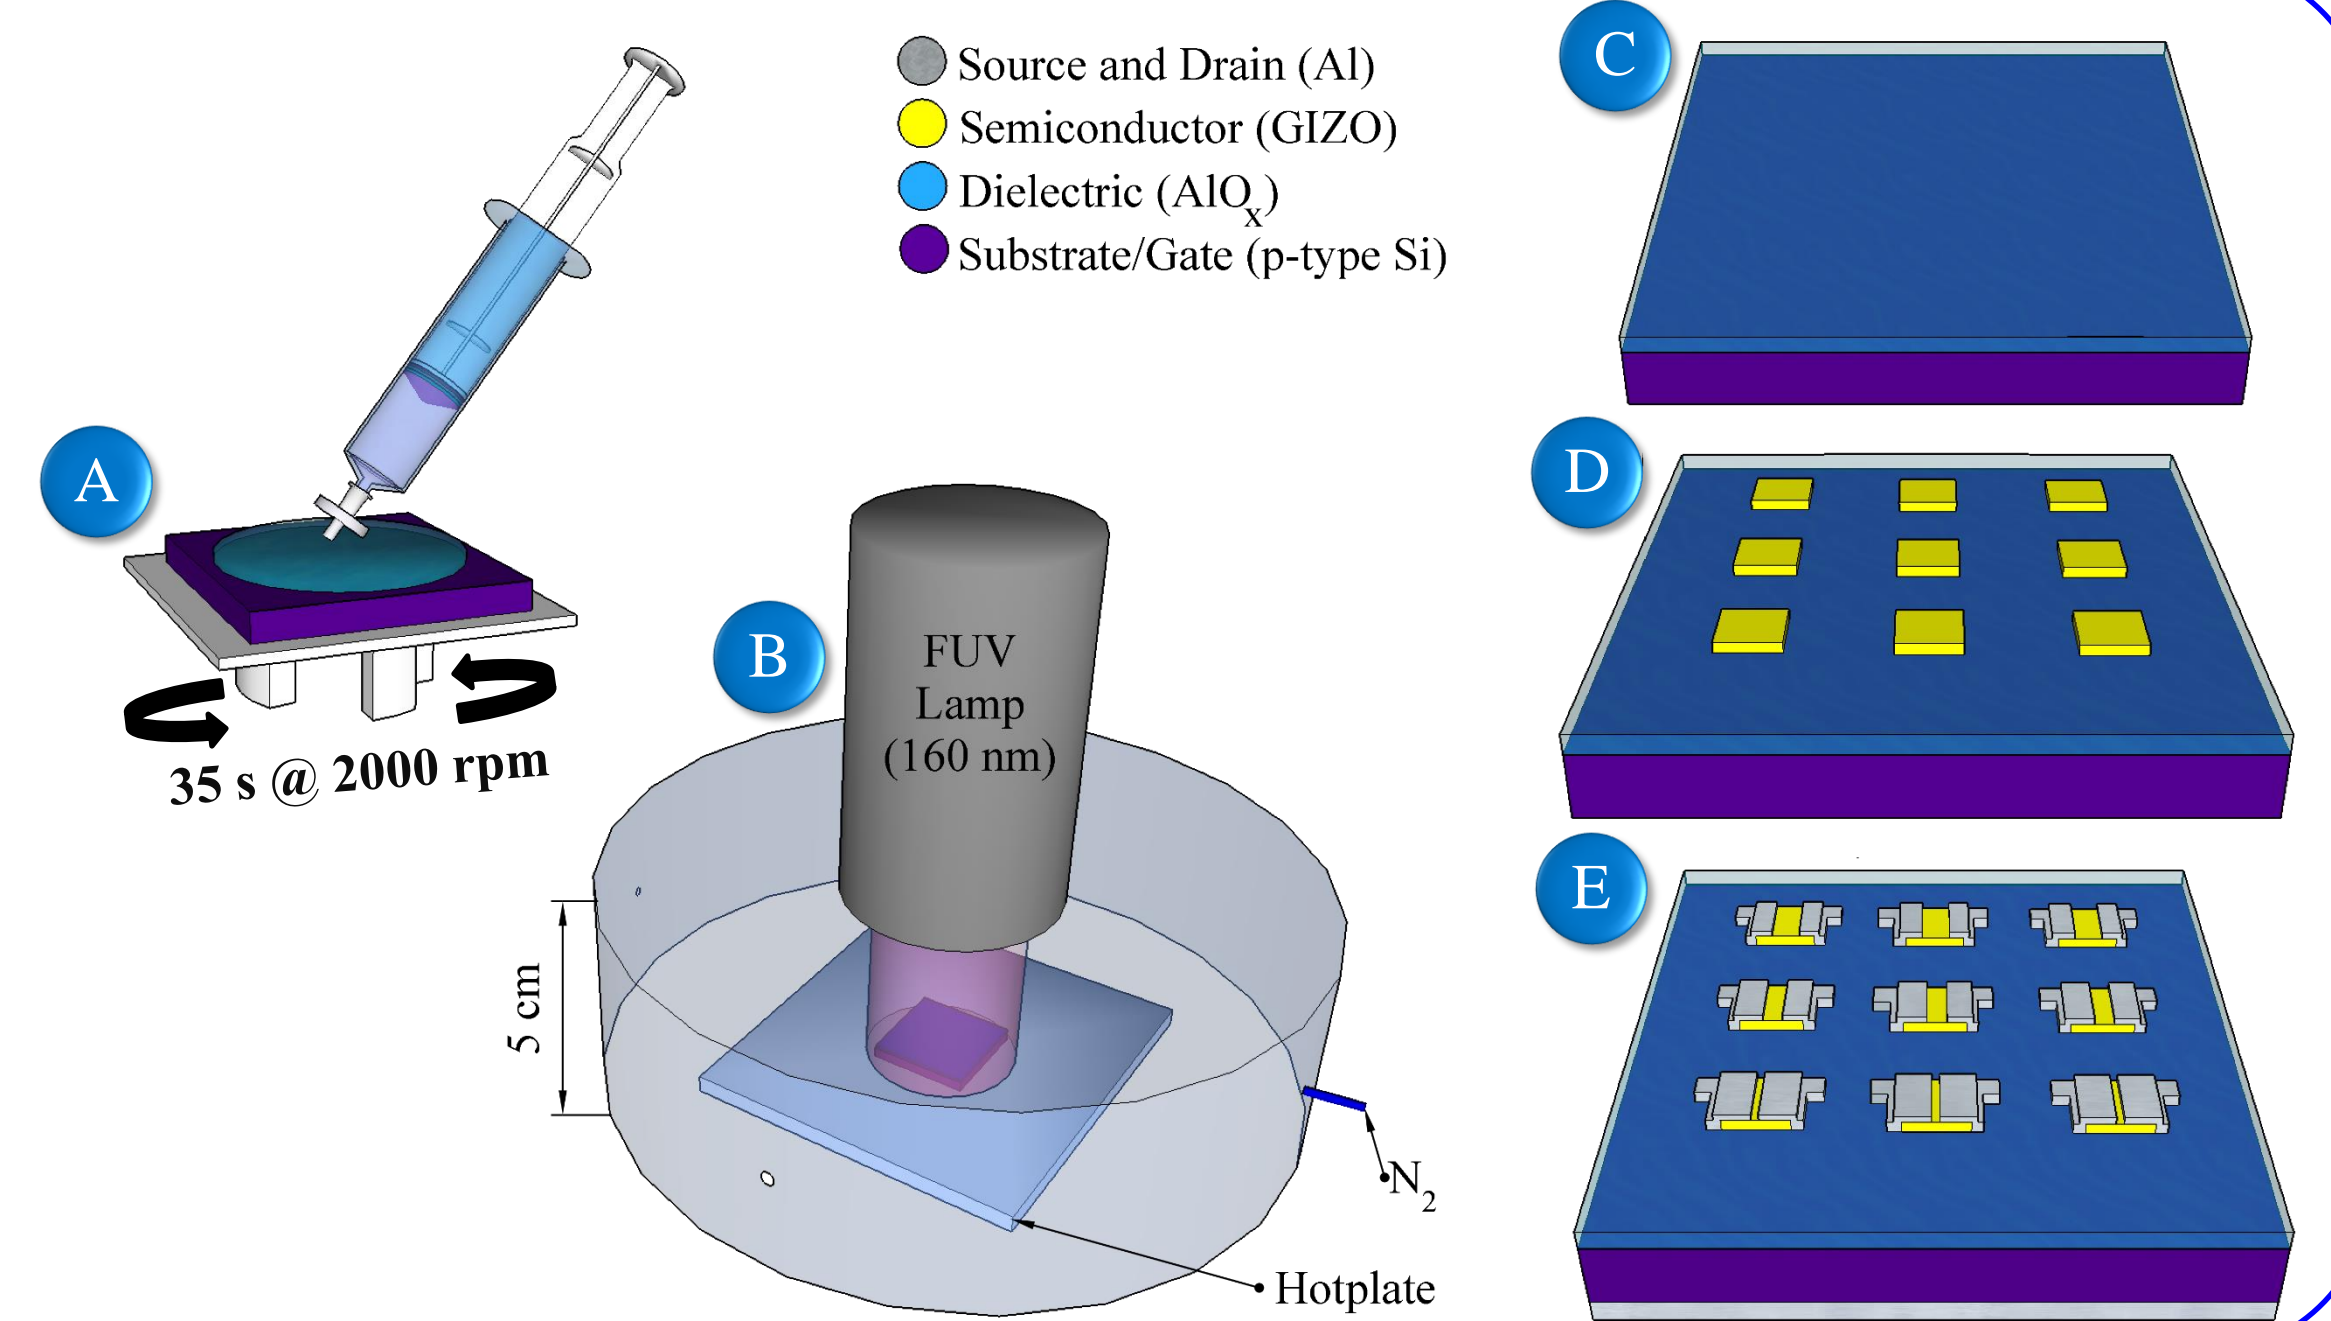 Source and Drain (Al)
Semiconductor (GIZO)
Dielectric (AlOx)
Substrate/Gate (p-type Si)
A
35 s @ 2000 rpm
B
FUV
Lamp
(160 nm)
5 cm
N2
Hotplate
C
D
E